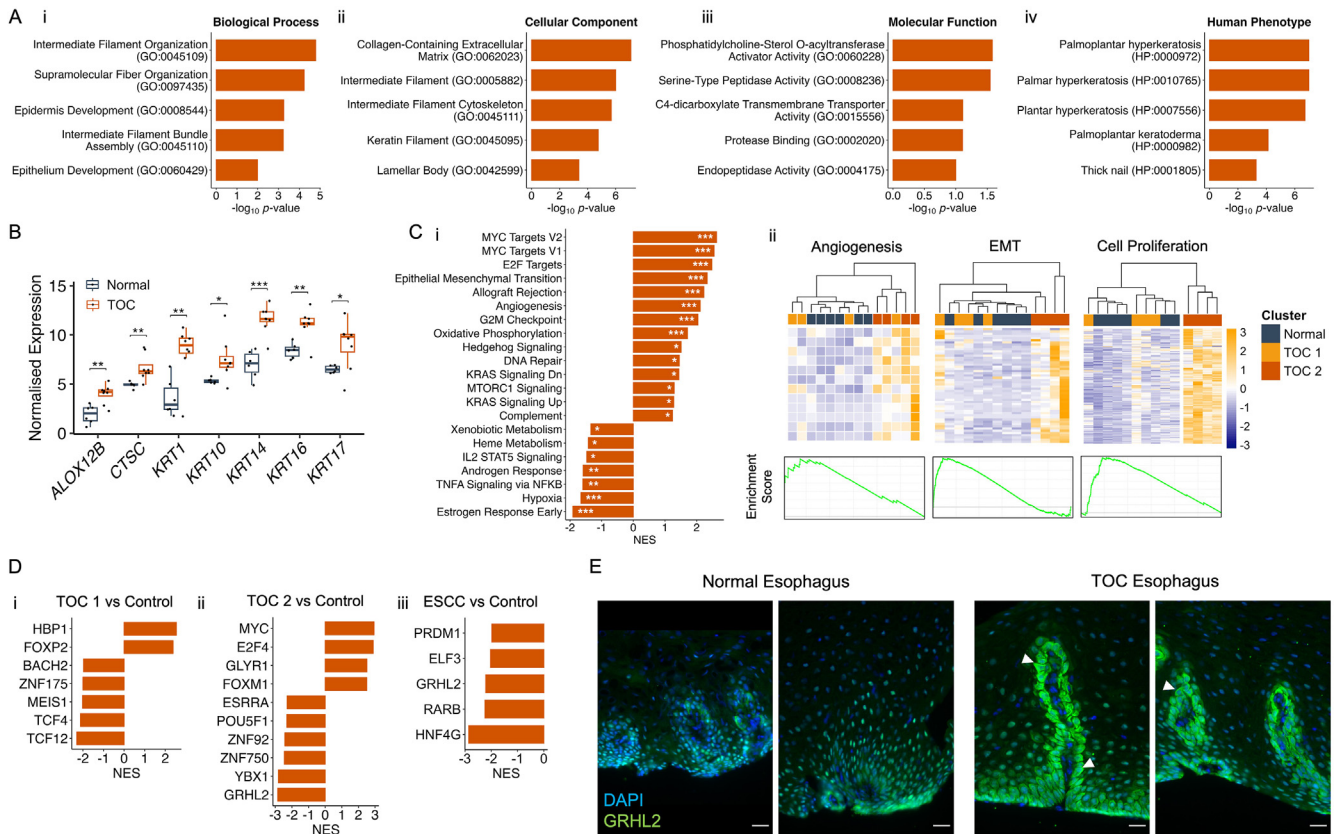 A
i
Biological Process
Intermediate Filament Organization
(GO:0045109)
Supramolecular Fiber Organization
(GO:0097435)
Epidermis Development (GO:0008544)
Intermediate Filament Bundle
Assembly (GO:0045110)
Epithelium Development (GO:0060429)
0 1 2 3 4 5
-log10 p-value
ii
Cellular Component
Collagen-Containing Extracellular
Matrix (GO:0062023)
Intermediate Filament (GO:0005882)
Intermediate Filament Cytoskeleton
(GO:0045111)
Keratin Filament (GO:0045095)
Lamellar Body (GO:0042599)
0 2 4 6
-log10 p-value
iii
Molecular Function
Phosphatidylcholine-Sterol O-acyltransferase
Activator Activity (GO:0060228)
Serine-Type Peptidase Activity (GO:0008236)
C4-dicarboxylate Transmembrane Transporter
Activity (GO:0015556)
Protease Binding (GO:0002020)
Endopeptidase Activity (GO:0004175)
0.0 0.5 1.0 1.5
-log10 p-value
iv
Human Phenotype
Palmoplantar hyperkeratosis
(HP:0000972)
Palmar hyperkeratosis (HP:0010765)
Plantar hyperkeratosis (HP:0007556)
Palmoplantar keratoderma
(HP:0000982)
Thick nail (HP:0001805)
0 2 4 6
-log10 p-value
B
Normalised Expression
15
10
5
0
Normal
TOC
** ** ** * *** ** *
ALOX12B CTSC KRT1 KRT10 KRT14 KRT16 KRT17
C
i
MYC Targets V2 ***
MYC Targets V1 ***
E2F Targets ***
Epithelial Mesenchymal Transition ***
Allograft Rejection ***
Angiogenesis ***
G2M Checkpoint ***
Oxidative Phosphorylation ***
Hedgehog Signaling *
DNA Repair *
KRAS Signaling Dn *
MTORC1 Signaling *
KRAS Signaling Up *
Complement *
Xenobiotic Metabolism *
Heme Metabolism *
IL2 STAT5 Signaling *
Androgen Response **
TNFA Signaling via NFKB **
Hypoxia ***
Estrogen Response Early ***
-2 -1 0 1 2
NES
ii
Angiogenesis
EMT
Cell Proliferation
Cluster
Normal
TOC 1
TOC 2
3
2
1
0
-1
-2
-3
Enrichment
Score
D
i
TOC 1 vs Control
HBP1
FOXP2
BACH2
ZNF175
MEIS1
TCF4
TCF12
-2 -1 0 1 2
NES
ii
TOC 2 vs Control
MYC
E2F4
GLYR1
FOXM1
ESRRA
POU5F1
ZNF92
ZNF750
YBX1
GRHL2
-3 -2 -1 0 1 2 3
NES
iii
ESCC vs Control
PRDM1
ELF3
GRHL2
RARB
HNF4G
-3 -2 -1 0
NES
E
Normal Esophagus
TOC Esophagus
DAPI
GRHL2